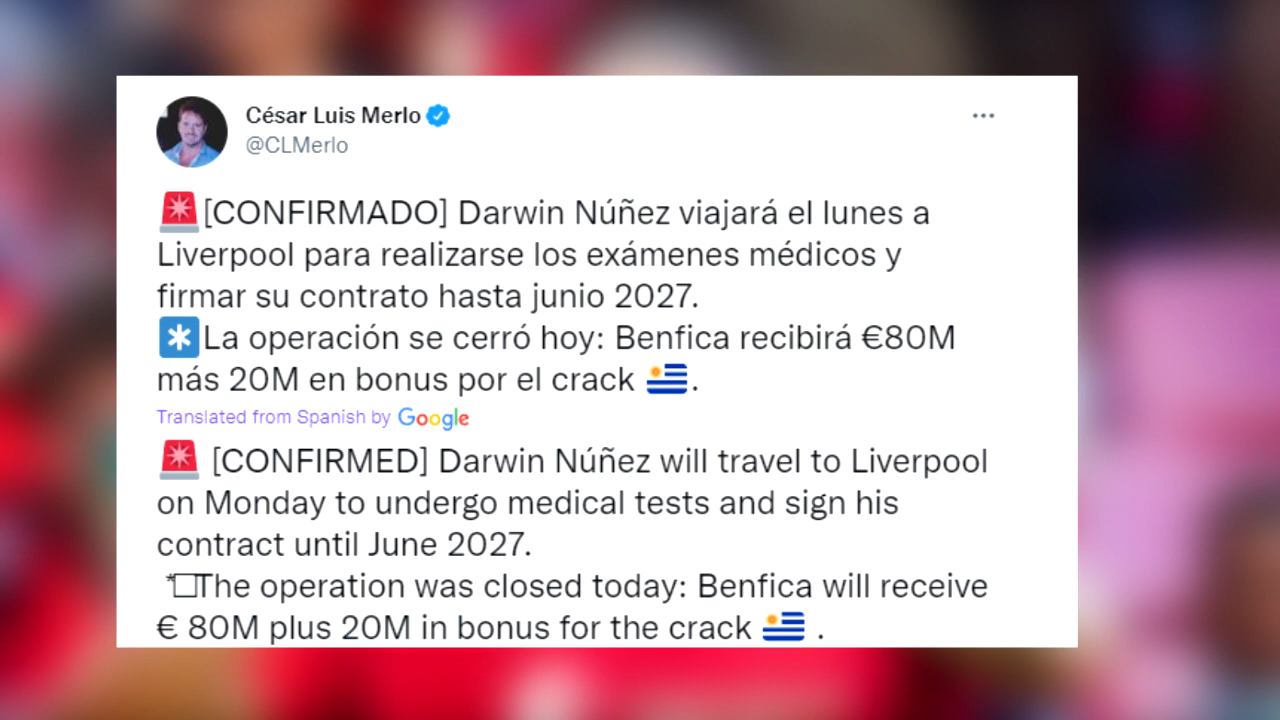 César Luis Merlo
@CLMerlo
🚨[CONFIRMADO] Darwin Núñez viajará el lunes a
Liverpool para realizarse los exámenes médicos y
firmar su contrato hasta junio 2027.
*️⃣La operación se cerró hoy: Benfica recibirá €80M
más 20M en bonus por el crack 🇺🇾.
Translated from Spanish by Google
🚨 [CONFIRMED] Darwin Núñez will travel to Liverpool
on Monday to undergo medical tests and sign his
contract until June 2027.
*□The operation was closed today: Benfica will receive
€ 80M plus 20M in bonus for the crack 🇺🇾 .